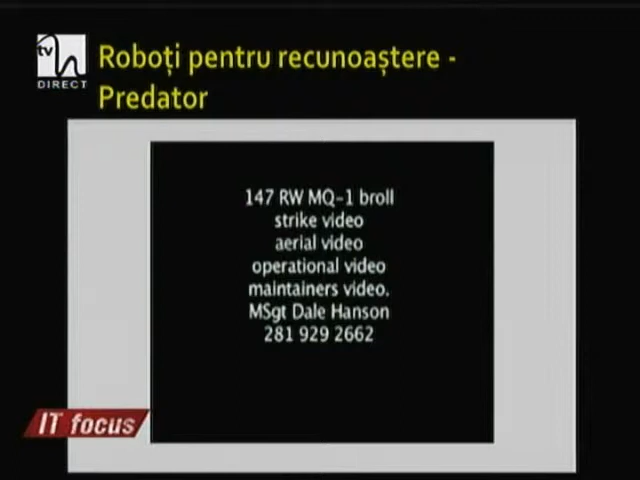 tv
DIRECT
Roboți pentru recunoaștere -
Predator
147 RW MQ-1 broll
strike video
aerial video
operational video
maintainers video.
MSgt Dale Hanson
281 929 2662
IT focus